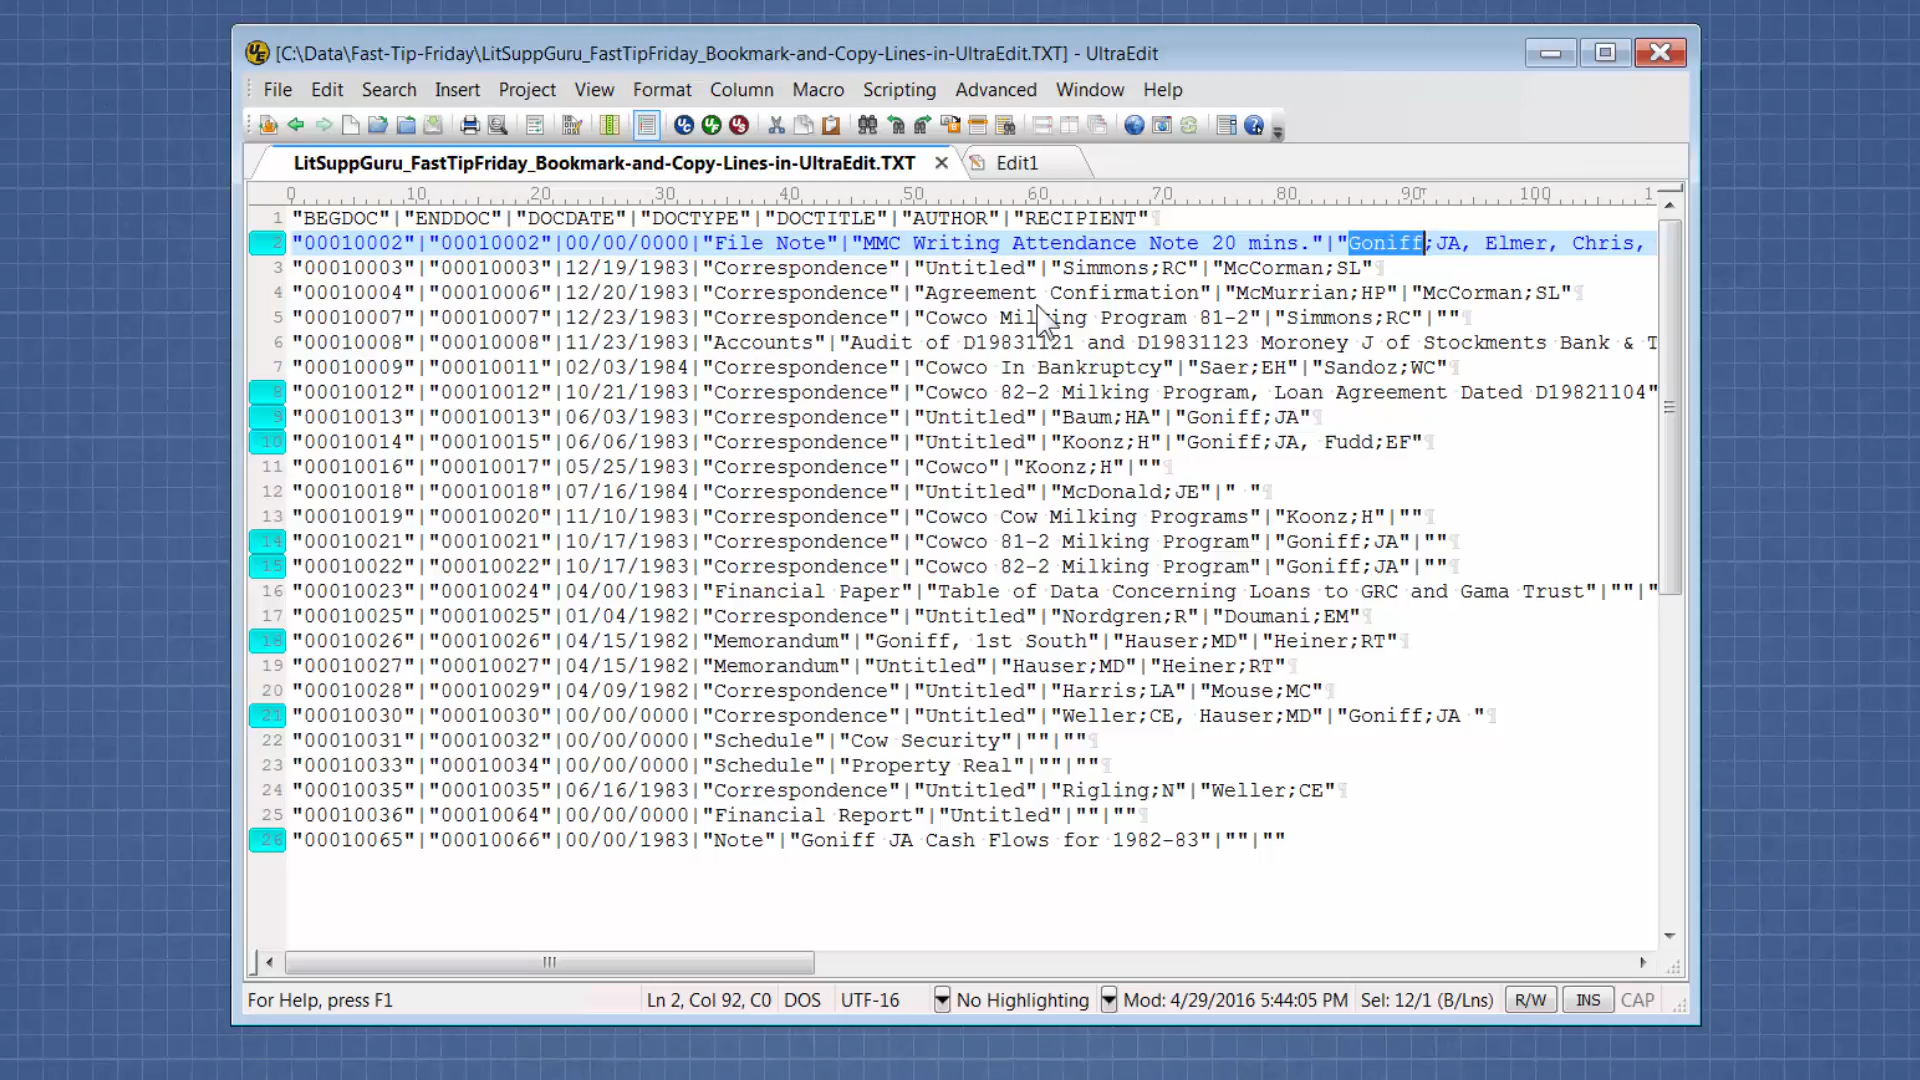 [C:\Data\Fast-Tip-Friday\LitSuppGuru_FastTipFriday_Bookmark-and-Copy-Lines-in-UltraEdit.TXT] - UltraEdit
File Edit Search Insert Project View Format Column Macro Scripting Advanced Window Help
LitSuppGuru_FastTipFriday_Bookmark-and-Copy-Lines-in-UltraEdit.TXT Edit1
0 10 20 30 40 50 60 70 80 90 100 1
1 "BEGDOC"|"ENDDOC"|"DOCDATE"|"DOCTYPE"|"DOCTITLE"|"AUTHOR"|"RECIPIENT"¶
2 "00010002"|"00010002"|00/00/0000|"File Note"|"MMC Writing Attendance Note 20 mins."|"Goniff;JA, Elmer, Chris,
3 "00010003"|"00010003"|12/19/1983|"Correspondence"|"Untitled"|"Simmons;RC"|"McCorman;SL"¶
4 "00010004"|"00010006"|12/20/1983|"Correspondence"|"Agreement Confirmation"|"McMurrian;HP"|"McCorman;SL"¶
5 "00010007"|"00010007"|12/23/1983|"Correspondence"|"Cowco Milking Program 81-2"|"Simmons;RC"|""¶
6 "00010008"|"00010008"|11/23/1983|"Accounts"|"Audit of D19831121 and D19831123 Moroney J of Stockments Bank & T
7 "00010009"|"00010011"|02/03/1984|"Correspondence"|"Cowco In Bankruptcy"|"Saer;EH"|"Sandoz;WC"¶
8 "00010012"|"00010012"|10/21/1983|"Correspondence"|"Cowco 82-2 Milking Program, Loan Agreement Dated D19821104"
9 "00010013"|"00010013"|06/03/1983|"Correspondence"|"Untitled"|"Baum;HA"|"Goniff;JA"¶
10 "00010014"|"00010015"|06/06/1983|"Correspondence"|"Untitled"|"Koonz;H"|"Goniff;JA, Fudd;EF"¶
11 "00010016"|"00010017"|05/25/1983|"Correspondence"|"Cowco"|"Koonz;H"|""¶
12 "00010018"|"00010018"|07/16/1984|"Correspondence"|"Untitled"|"McDonald;JE"|" "¶
13 "00010019"|"00010020"|11/10/1983|"Correspondence"|"Cowco Cow Milking Programs"|"Koonz;H"|""¶
14 "00010021"|"00010021"|10/17/1983|"Correspondence"|"Cowco 81-2 Milking Program"|"Goniff;JA"|""¶
15 "00010022"|"00010022"|10/17/1983|"Correspondence"|"Cowco 82-2 Milking Program"|"Goniff;JA"|""¶
16 "00010023"|"00010024"|04/00/1983|"Financial Paper"|"Table of Data Concerning Loans to GRC and Gama Trust"|""|"
17 "00010025"|"00010025"|01/04/1982|"Correspondence"|"Untitled"|"Nordgren;R"|"Doumani;EM"¶
18 "00010026"|"00010026"|04/15/1982|"Memorandum"|"Goniff, 1st South"|"Hauser;MD"|"Heiner;RT"¶
19 "00010027"|"00010027"|04/15/1982|"Memorandum"|"Untitled"|"Hauser;MD"|"Heiner;RT"¶
20 "00010028"|"00010029"|04/09/1982|"Correspondence"|"Untitled"|"Harris;LA"|"Mouse;MC"¶
21 "00010030"|"00010030"|00/00/0000|"Correspondence"|"Untitled"|"Weller;CE, Hauser;MD"|"Goniff;JA "¶
22 "00010031"|"00010032"|00/00/0000|"Schedule"|"Cow Security"|""|""¶
23 "00010033"|"00010034"|00/00/0000|"Schedule"|"Property Real"|""|""¶
24 "00010035"|"00010035"|06/16/1983|"Correspondence"|"Untitled"|"Rigling;N"|"Weller;CE"¶
25 "00010036"|"00010064"|00/00/0000|"Financial Report"|"Untitled"|""|""¶
26 "00010065"|"00010066"|00/00/1983|"Note"|"Goniff JA Cash Flows for 1982-83"|""|""
For Help, press F1 Ln 2, Col 92, C0 DOS UTF-16 No Highlighting Mod: 4/29/2016 5:44:05 PM Sel: 12/1 (B/Lns) R/W INS CAP